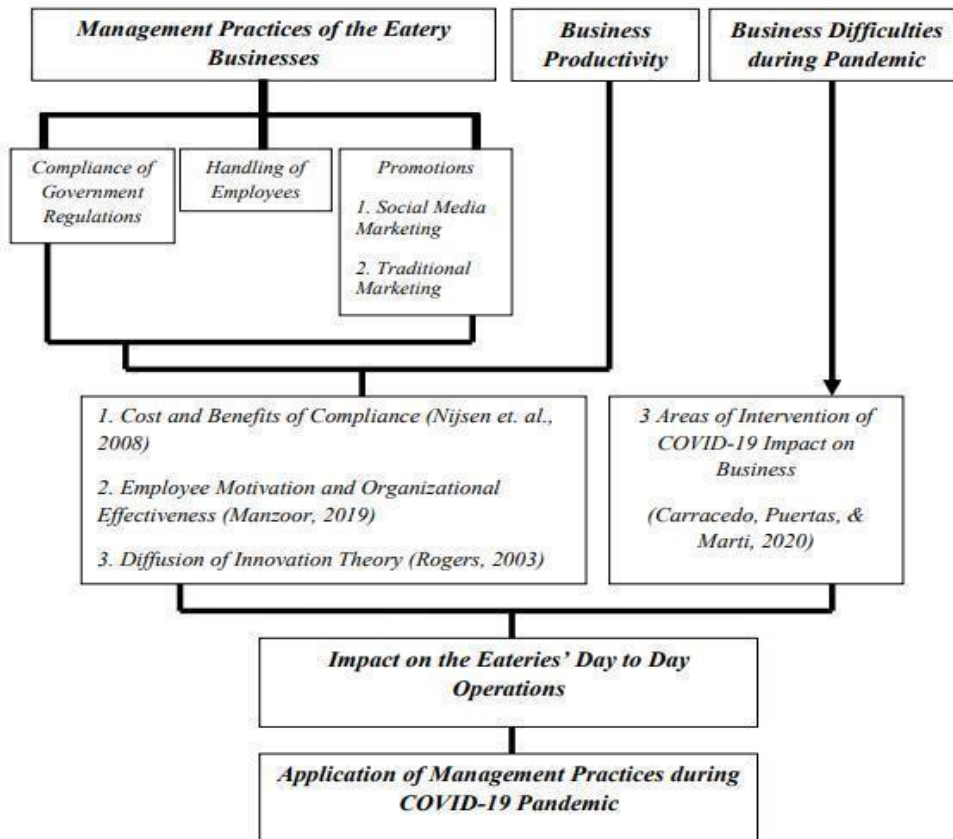 Management Practices of the Eatery
Businesses
Business
Productivity
Business Difficulties
during Pandemic
Compliance of
Government
Regulations
Handling of
Employees
Promotions
1. Social Media
Marketing
2. Traditional
Marketing
1. Cost and Benefits of Compliance (Nijsen et. al.,
2008)
2. Employee Motivation and Organizational
Effectiveness (Manzoor, 2019)
3. Diffusion of Innovation Theory (Rogers, 2003)
3 Areas of Intervention of
COVID-19 Impact on
Business
(Carracedo, Puertas, &
Marti, 2020)
Impact on the Eateries’ Day to Day
Operations
Application of Management Practices during
COVID-19 Pandemic